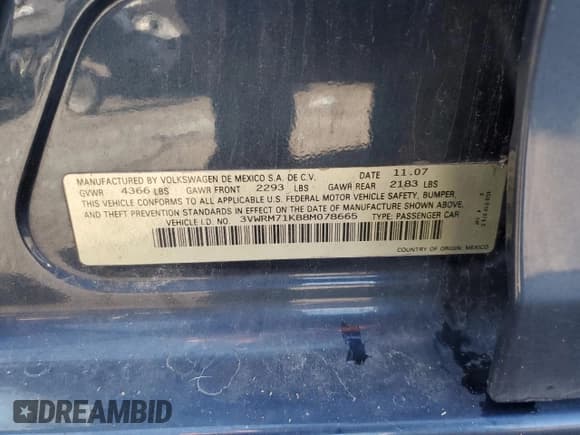 MANUFACTURED BY VOLKSWAGEN DE MEXICO S.A. DE C.V. DATE 11.07
GVWR 4366 LBS GAWR FRONT 2293 LBS GAWR REAR 2183 LBS
THIS VEHICLE CONFORMS TO ALL APPLICABLE U.S. FEDERAL MOTOR VEHICLE SAFETY, BUMPER,
AND THEFT PREVENTION STANDARDS IN EFFECT ON THE DATE OF MANUFACTURE SHOWN ABOVE.
VEHICLE I.D. NO. 3VWRM71K88M078665 TYPE: PASSENGER CAR
COUNTRY OF ORIGIN: MEXICO
DREAMBID